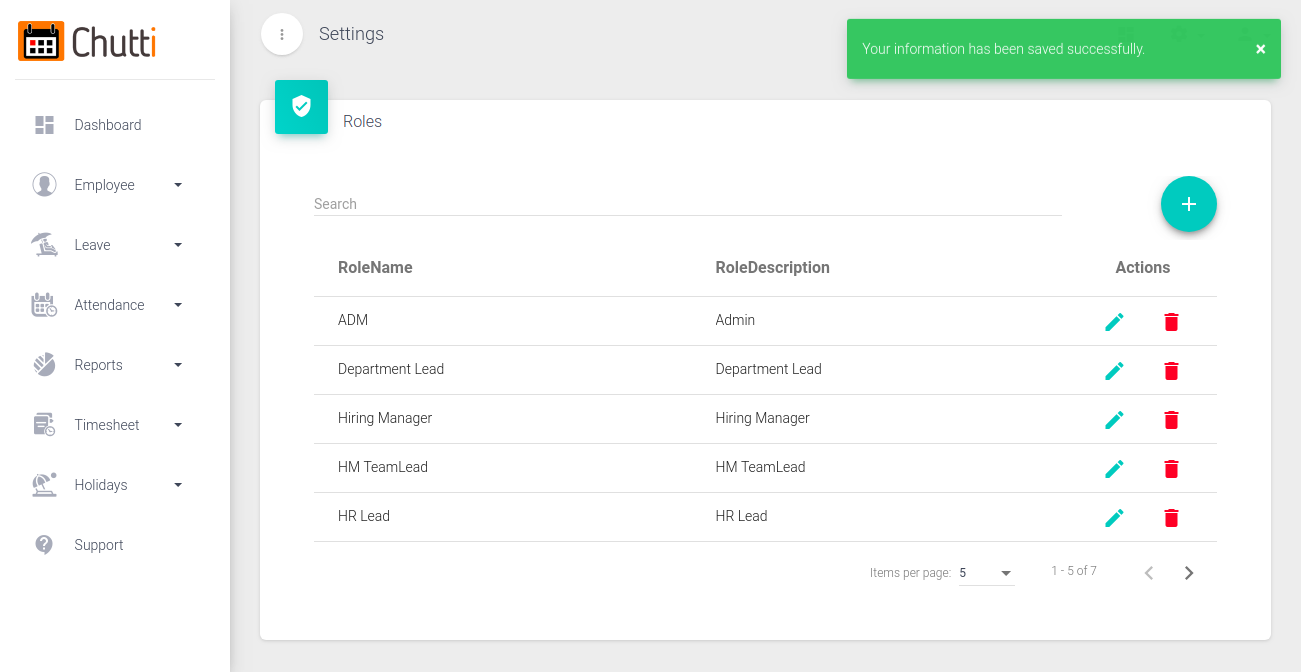 Chutti
Settings
Your information has been saved successfully.
×
Dashboard
Employee
Leave
Attendance
Reports
Timesheet
Holidays
Support
Roles
Search
+
RoleName RoleDescription Actions
ADM Admin
Department Lead Department Lead
Hiring Manager Hiring Manager
HM TeamLead HM TeamLead
HR Lead HR Lead
Items per page: 5 1 - 5 of 7